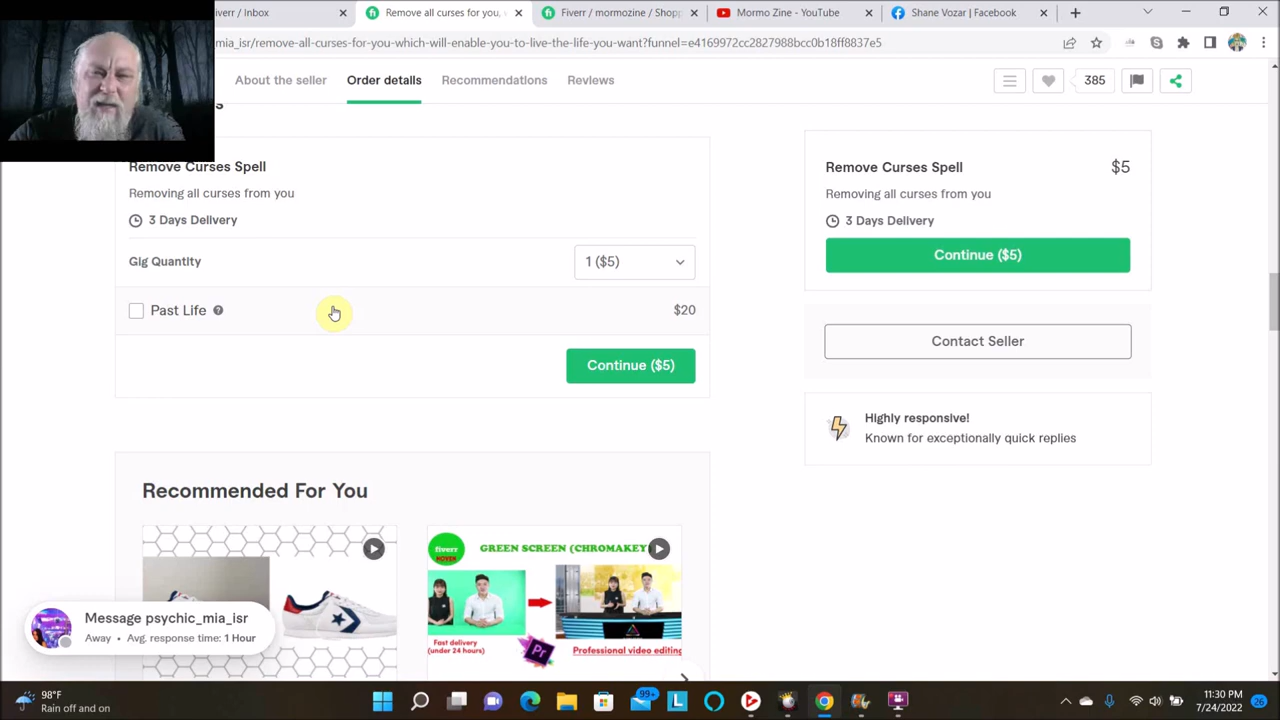 iverr / Inbox
Remove all curses for you, w
Fiverr / mormozine / Shopp
Mormo Zine - YouTube
Sivane Vozar | Facebook
mia_isr/remove-all-curses-for-you-which-will-enable-you-to-live-the-life-you-want?funnel=e4169972cc2827988bcc0b18ff8837e5
About the seller
Order details
Recommendations
Reviews
385
s
Remove Curses Spell
Removing all curses from you
3 Days Delivery
Gig Quantity
1 ($5)
Past Life
$20
Continue ($5)
Remove Curses Spell
$5
Removing all curses from you
3 Days Delivery
Continue ($5)
Contact Seller
Highly responsive!
Known for exceptionally quick replies
Recommended For You
fiverr
GREEN SCREEN (CHROMAKEY)
Fast delivery
(under 24 hours)
Pr
Professional video editing
Message psychic_mia_isr
Away • Avg. response time: 1 Hour
98°F
Rain off and on
99+
L
11:30 PM
7/24/2022
26